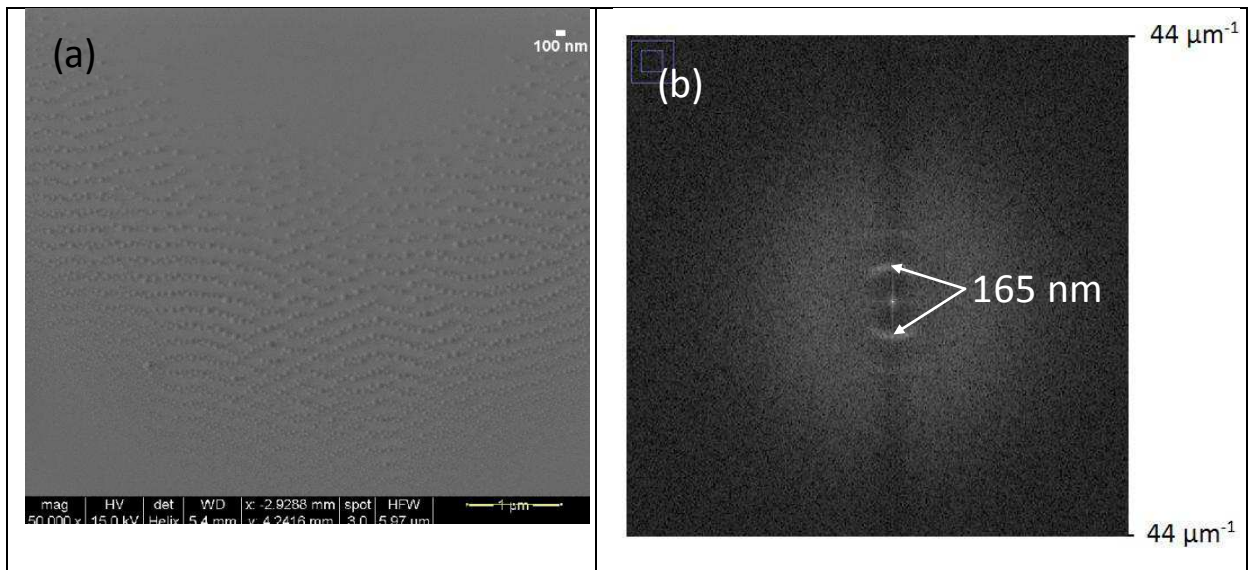 (a)
100 nm
mag HV det WD x: -2.9288 mm spot HFW 1 µm
50 000 x 15.0 kV Helix 5.4 mm y: 4.2416 mm 3.0 5.97 µm
(b)
44 µm-1
165 nm
44 µm-1